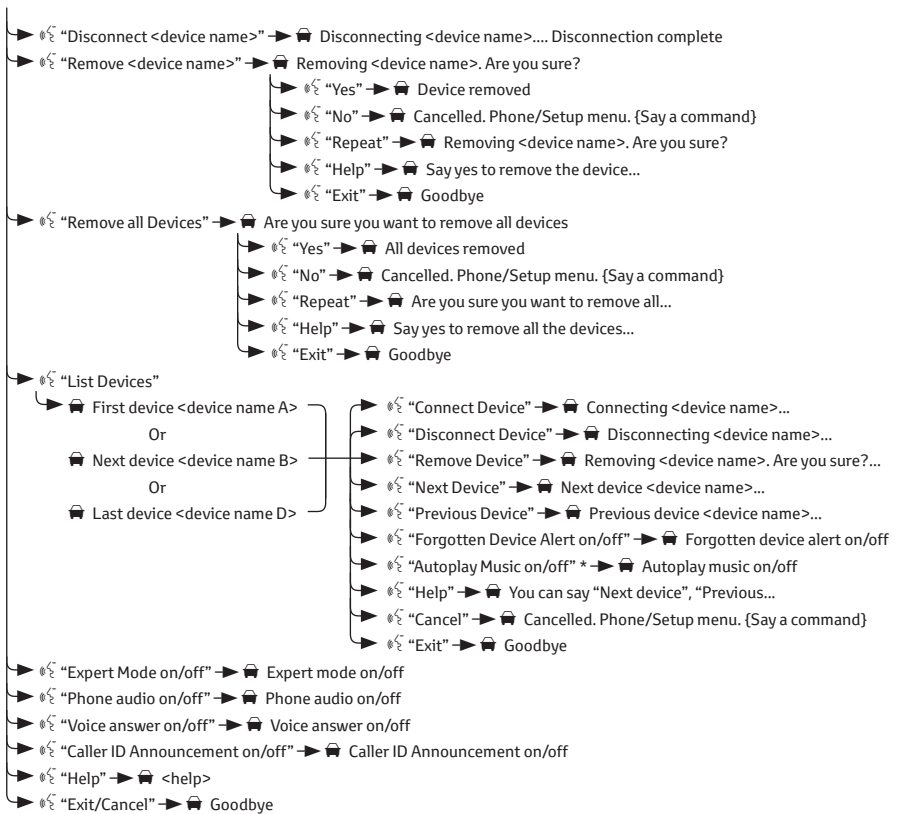 “Disconnect <device name>” Disconnecting <device name>.... Disconnection complete
“Remove <device name>” Removing <device name>. Are you sure?
“Yes” Device removed
“No” Cancelled. Phone/Setup menu. {Say a command}
“Repeat” Removing <device name>. Are you sure?
“Help” Say yes to remove the device...
“Exit” Goodbye
“Remove all Devices” Are you sure you want to remove all devices
“Yes” All devices removed
“No” Cancelled. Phone/Setup menu. {Say a command}
“Repeat” Are you sure you want to remove all...
“Help” Say yes to remove all the devices...
“Exit” Goodbye
“List Devices”
First device <device name A>
Or
Next device <device name B>
Or
Last device <device name D>
“Connect Device” Connecting <device name>...
“Disconnect Device” Disconnecting <device name>...
“Remove Device” Removing <device name>. Are you sure?...
“Next Device” Next device <device name>...
“Previous Device” Previous device <device name>...
“Forgotten Device Alert on/off” Forgotten device alert on/off
“Autoplay Music on/off” * Autoplay music on/off
“Help” You can say “Next device”, “Previous...
“Cancel” Cancelled. Phone/Setup menu. {Say a command}
“Exit” Goodbye
“Expert Mode on/off” Expert mode on/off
“Phone audio on/off” Phone audio on/off
“Voice answer on/off” Voice answer on/off
“Caller ID Announcement on/off” Caller ID Announcement on/off
“Help” <help>
“Exit/Cancel” Goodbye